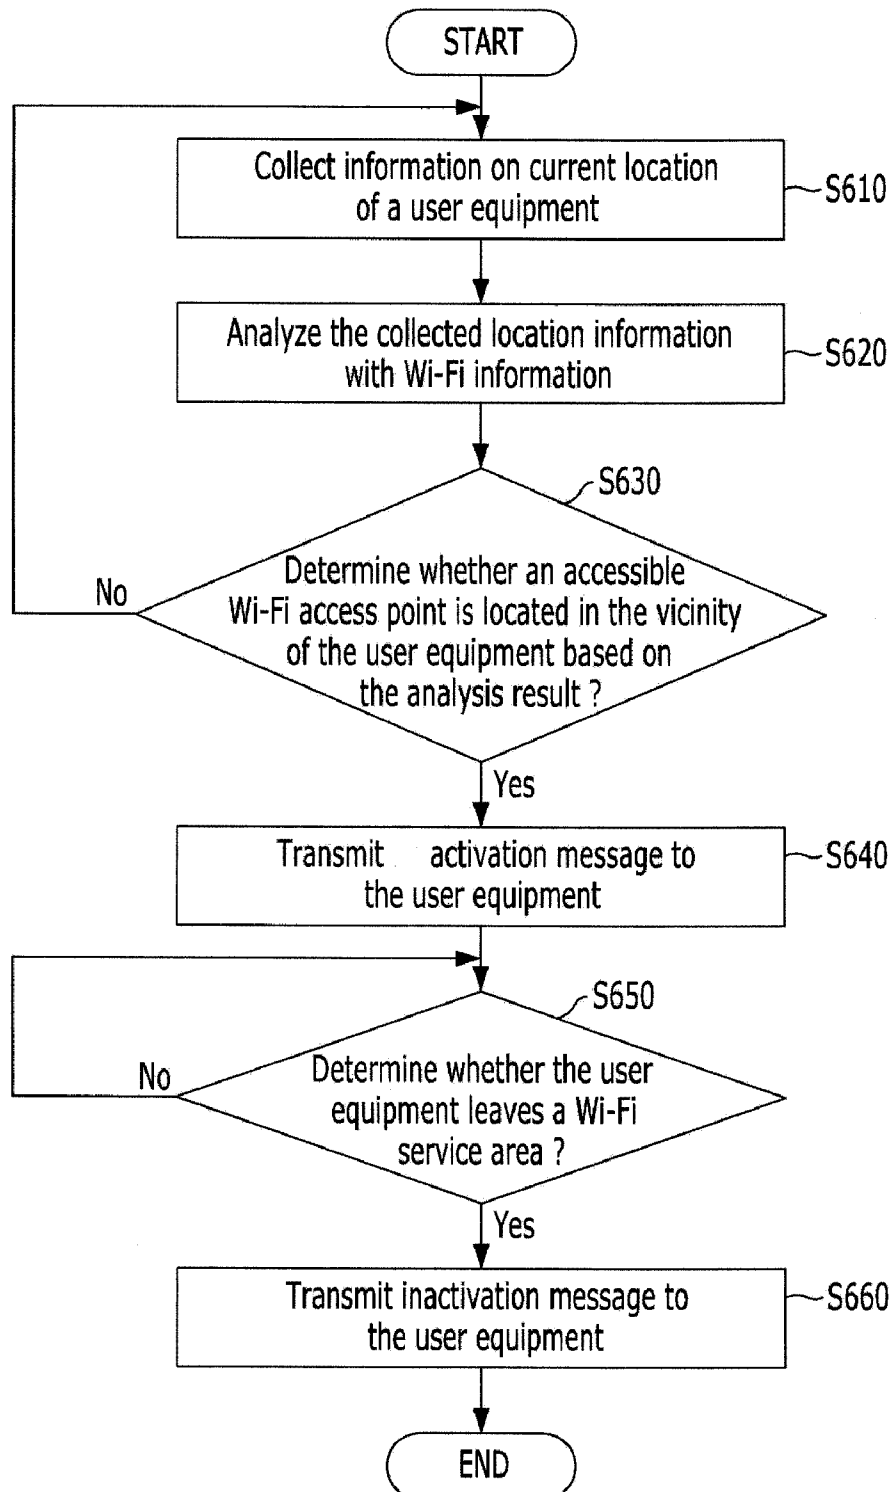 START
Collect information on current location
of a user equipment
S610
Analyze the collected location information
with Wi-Fi information
S620
S630
Determine whether an accessible
Wi-Fi access point is located in the vicinity
of the user equipment based on
the analysis result ?
No
Yes
Transmit activation message to
the user equipment
S640
S650
Determine whether the user
equipment leaves a Wi-Fi
service area ?
No
Yes
Transmit inactivation message to
the user equipment
S660
END